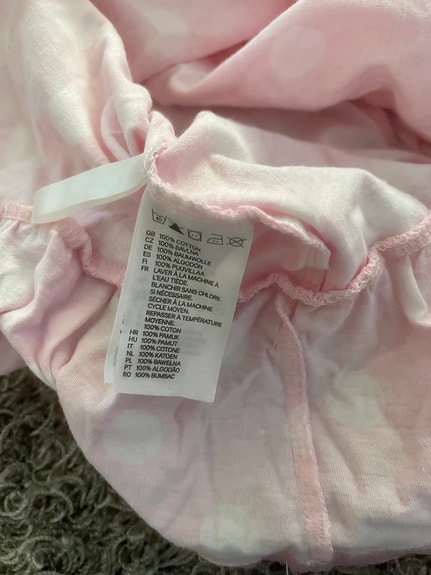 GB 100% COTTON
CZ 100% BAVLNA
DE 100% BAUMWOLLE
ES 100% ALGODÓN
FI 100% PUUVILLAA
FR LAVER À LA MACHINE À
L'EAU TIÈDE.
BLANCHIR SANS CHLORE
SI NÉCESSAIRE.
SÉCHER À LA MACHINE
CYCLE MOYEN.
REPASSER À TEMPÉRATURE
MOYENNE.
100% COTON
HR 100% PAMUK
HU 100% PAMUT
IT 100% COTONE
NL 100% KATOEN
PL 100% BAWEŁNA
PT 100% ALGODÃO
RO 100% BUMBAC